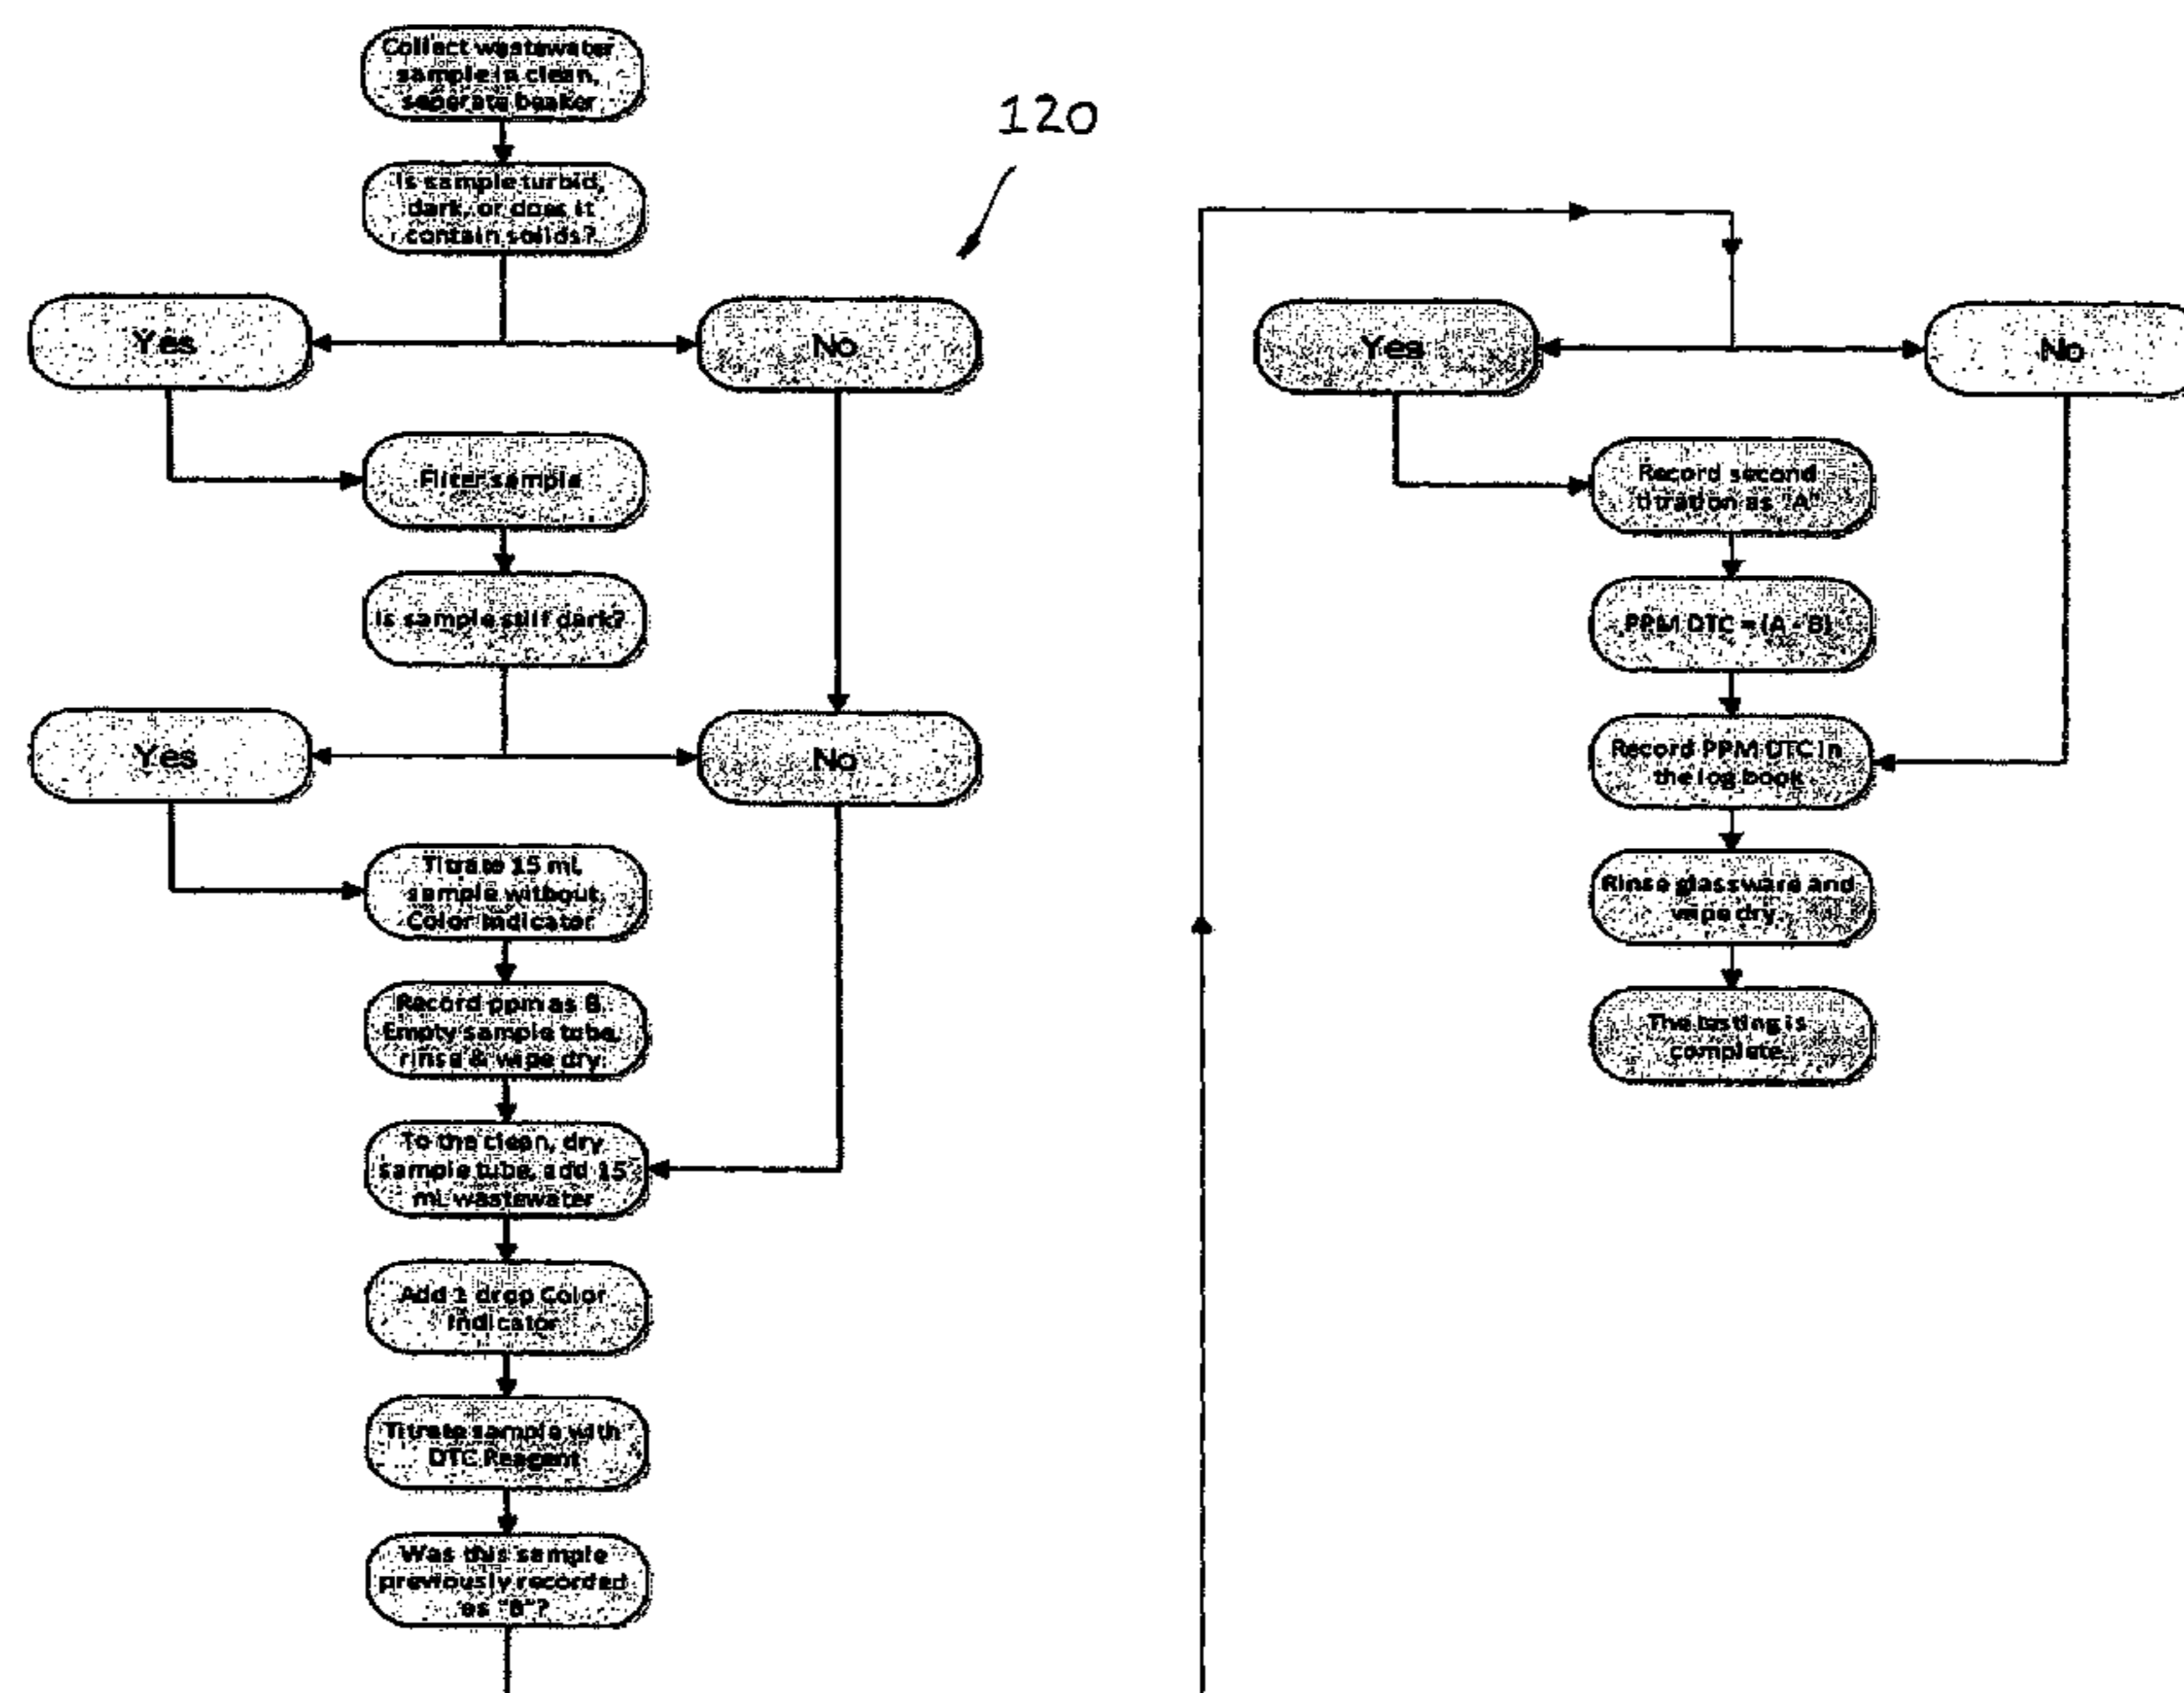 Collect wastewater
sample in clean,
seperate beaker
Is sample turbid,
dark, or does it
contain solids?
120
Yes
No
Filter sample
Is sample still dark?
Yes
No
Titrate 15 mL
sample without
Color Indicator
Record ppm as B.
Empty sample tube,
rinse & wipe dry.
To the clean, dry
sample tube, add 15
mL wastewater
Add 1 drop Color
Indicator
Titrate sample with
DTC Reagent
Was this sample
previously recorded
as "B"?
Yes
No
Record second
titration as "A"
PPM DTC = (A - B)
Record PPM DTC in
the log book
Rinse glassware and
wipe dry.
The testing is
complete.